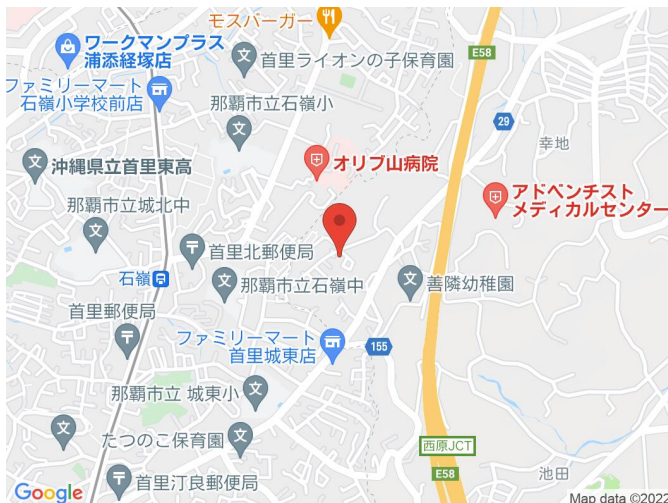 モスバーガー
ワークマンプラス
浦添経塚店
首里ライオンの子保育園
E58
ファミリーマート
石嶺小学校前店
那覇市立石嶺小
29
幸地
沖縄県立首里東高
オリブ山病院
アドベンチスト
メディカルセンター
那覇市立城北中
首里北郵便局
石嶺
那覇市立石嶺中
善隣幼稚園
首里郵便局
ファミリーマート
首里城東店
155
那覇市立 城東小
たつのこ保育園
西原JCT
E58
池田
首里汀良郵便局
Google
Map data ©2022